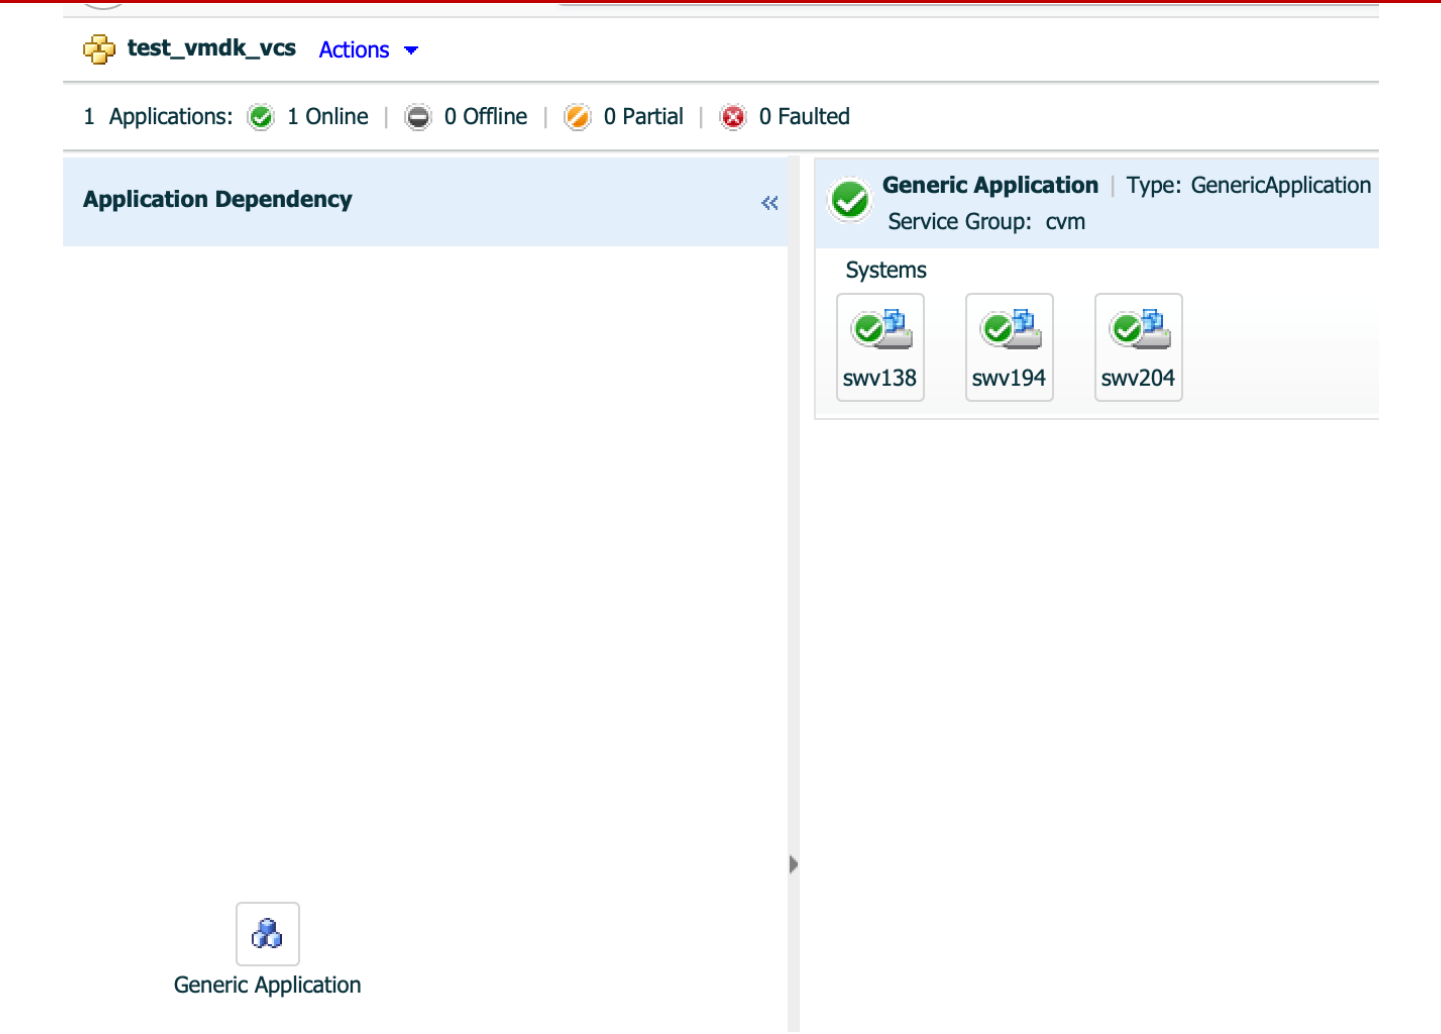 test_vmdk_vcs Actions
1 Applications: 1 Online | 0 Offline | 0 Partial | 0 Faulted
Application Dependency «
Generic Application | Type: GenericApplication
Service Group: cvm
Systems
swv138 swv194 swv204
Generic Application